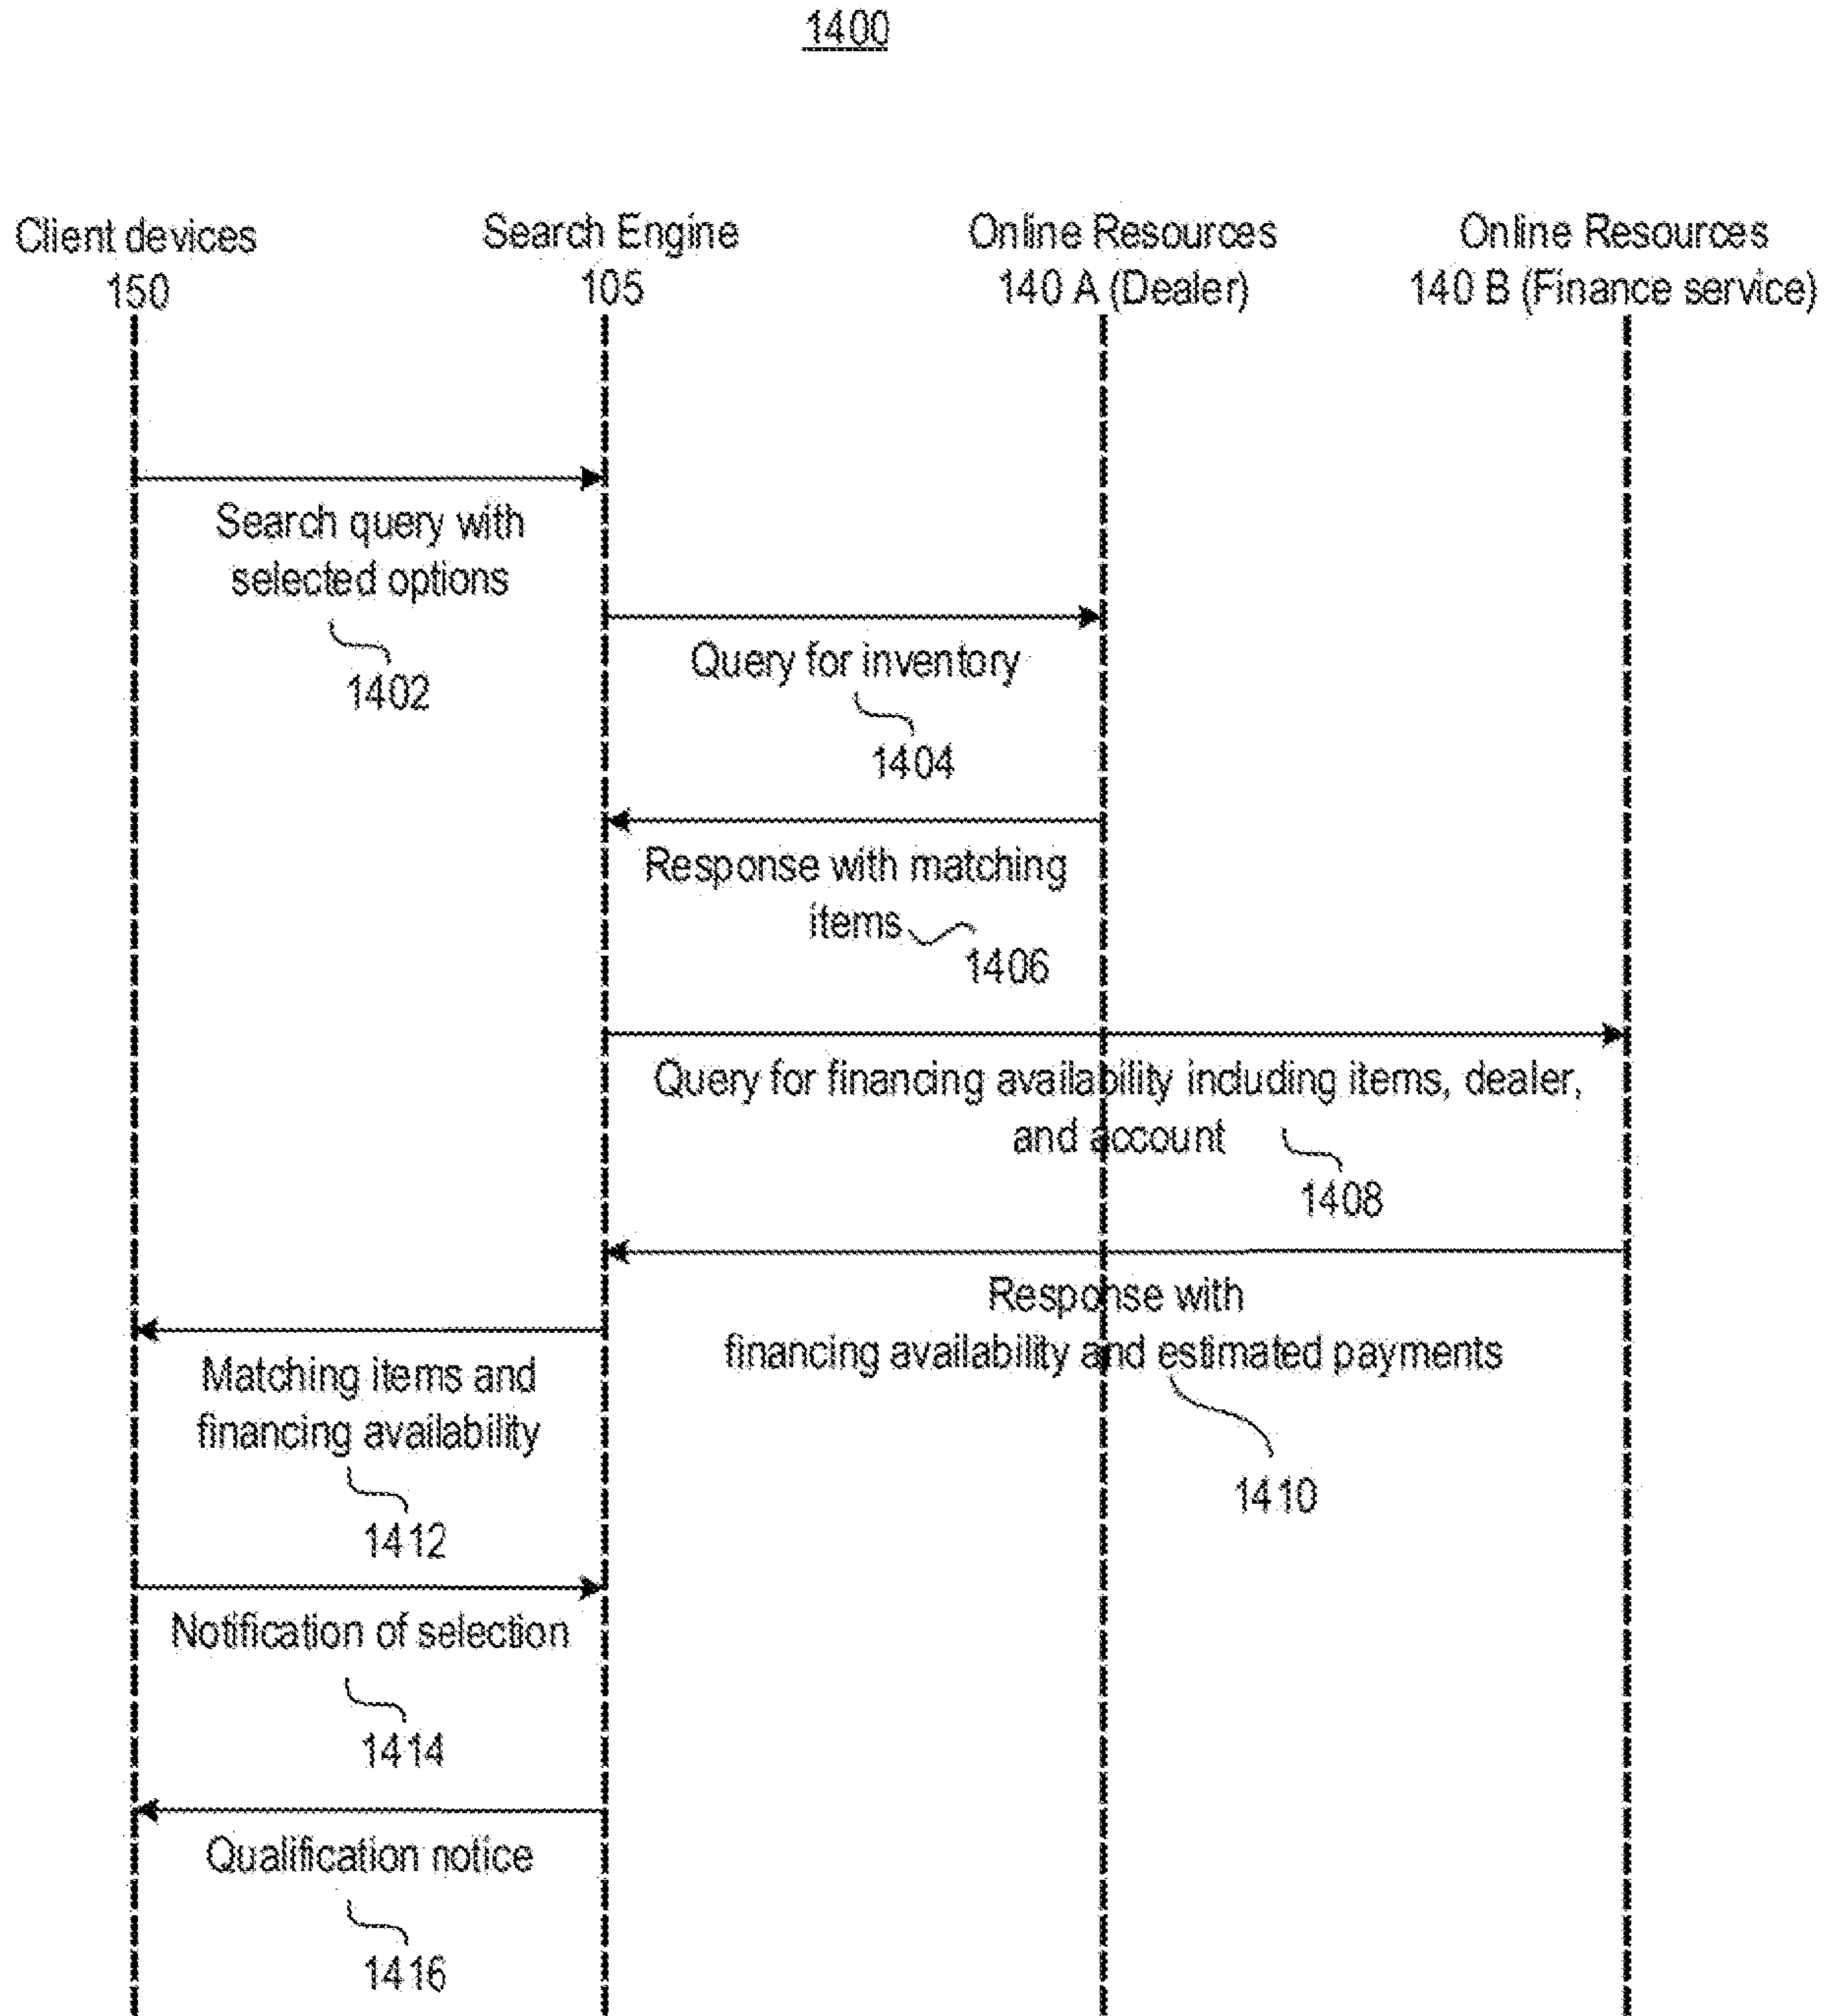 1400
Client devices
150
Search Engine
105
Online Resources
140 A (Dealer)
Online Resources
140 B (Finance service)
Search query with
selected options
1402
Query for inventory
1404
Response with matching
items
1406
Query for financing availability including items, dealer,
and account
1408
Response with
financing availability and estimated payments
1410
Matching items and
financing availability
1412
Notification of selection
1414
Qualification notice
1416